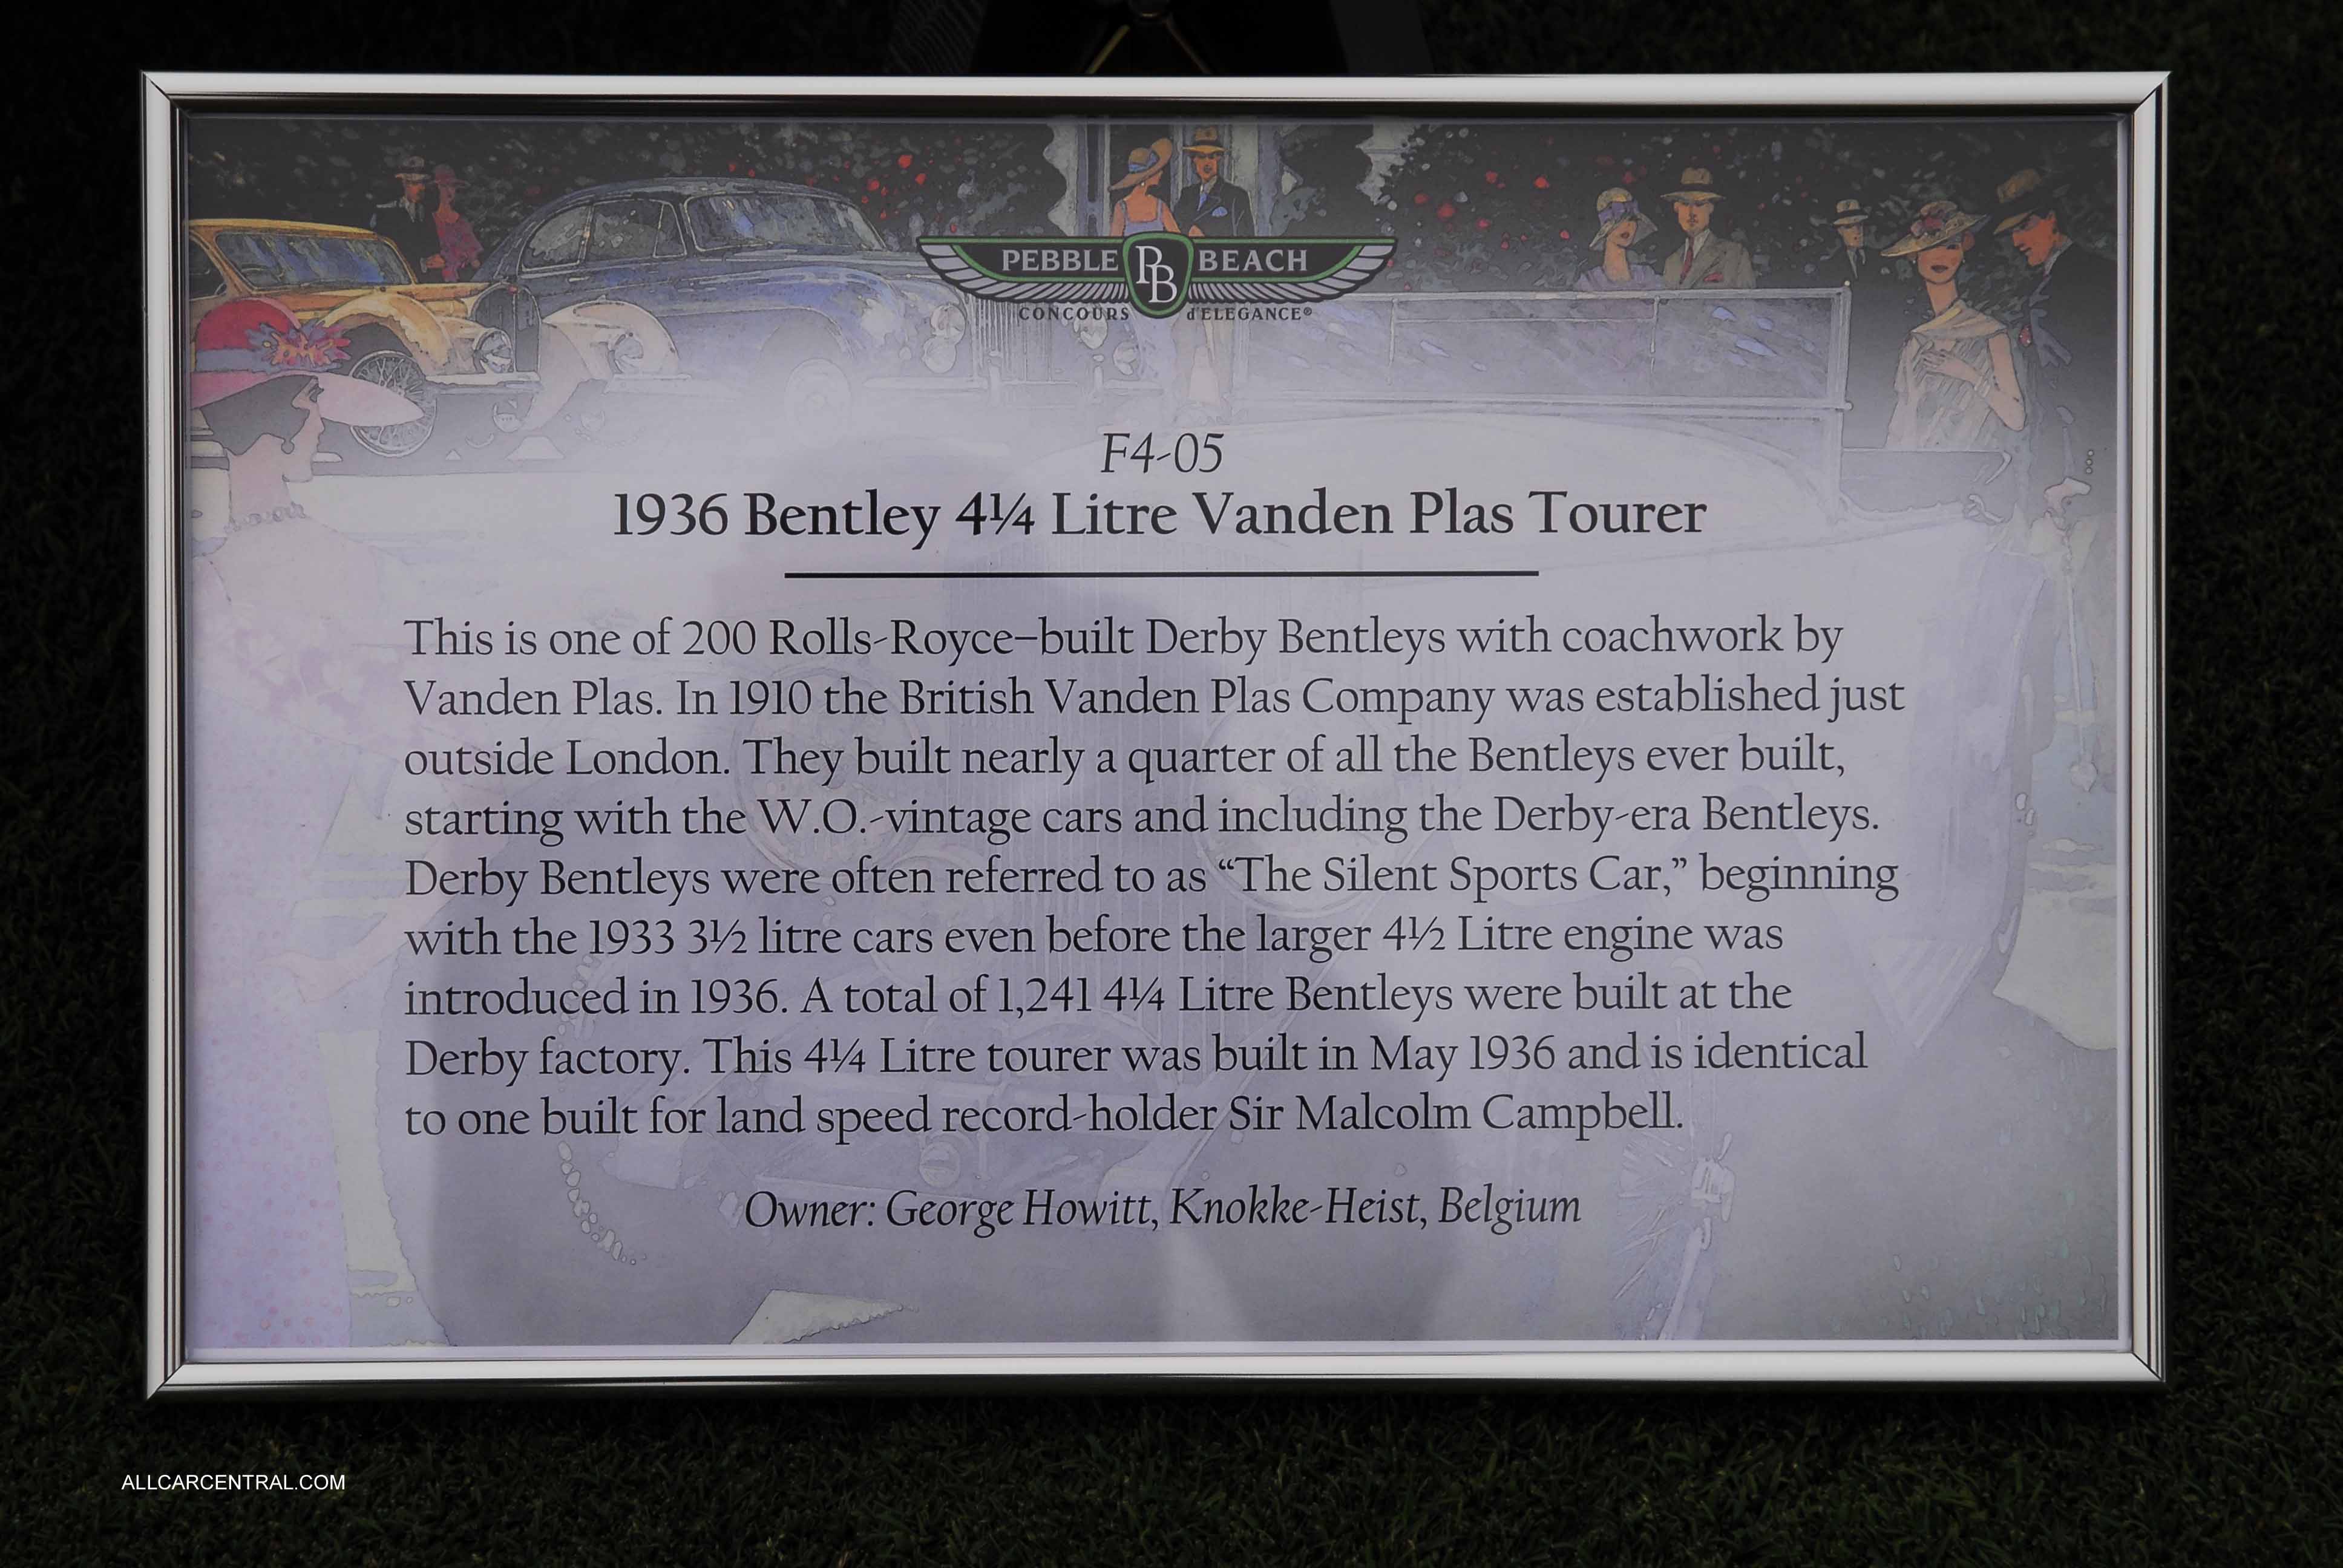 PEBBLE PB BEACH
CONCOURS d'ELEGANCE®
F4-05
1936 Bentley 4¼ Litre Vanden Plas Tourer
This is one of 200 Rolls-Royce–built Derby Bentleys with coachwork by
Vanden Plas. In 1910 the British Vanden Plas Company was established just
outside London. They built nearly a quarter of all the Bentleys ever built,
starting with the W.O.-vintage cars and including the Derby-era Bentleys.
Derby Bentleys were often referred to as “The Silent Sports Car,” beginning
with the 1933 3½ litre cars even before the larger 4½ Litre engine was
introduced in 1936. A total of 1,241 4¼ Litre Bentleys were built at the
Derby factory. This 4¼ Litre tourer was built in May 1936 and is identical
to one built for land speed record-holder Sir Malcolm Campbell.
Owner: George Howitt, Knokke-Heist, Belgium
ALLCARCENTRAL.COM